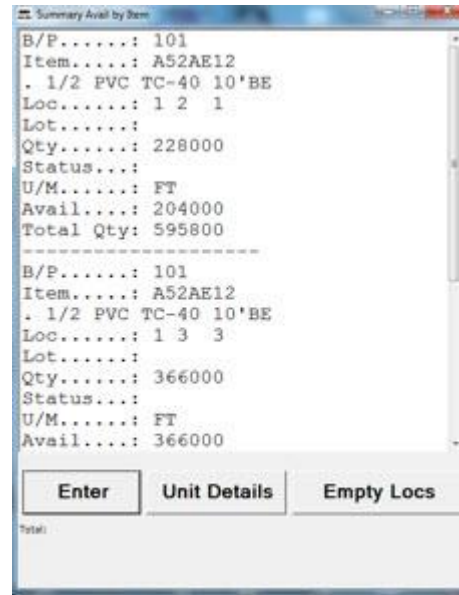 Summary Avail by Item
B/P......: 101
Item.....: A52AE12
. 1/2 PVC TC-40 10'BE
Loc......: 1 2  1
Lot......:
Qty......: 228000
Status...:
U/M......: FT
Avail....: 204000
Total Qty: 595800
---------------------
B/P......: 101
Item.....: A52AE12
. 1/2 PVC TC-40 10'BE
Loc......: 1 3  3
Lot......:
Qty......: 366000
Status...:
U/M......: FT
Avail....: 366000
Enter Unit Details Empty Locs
Total: